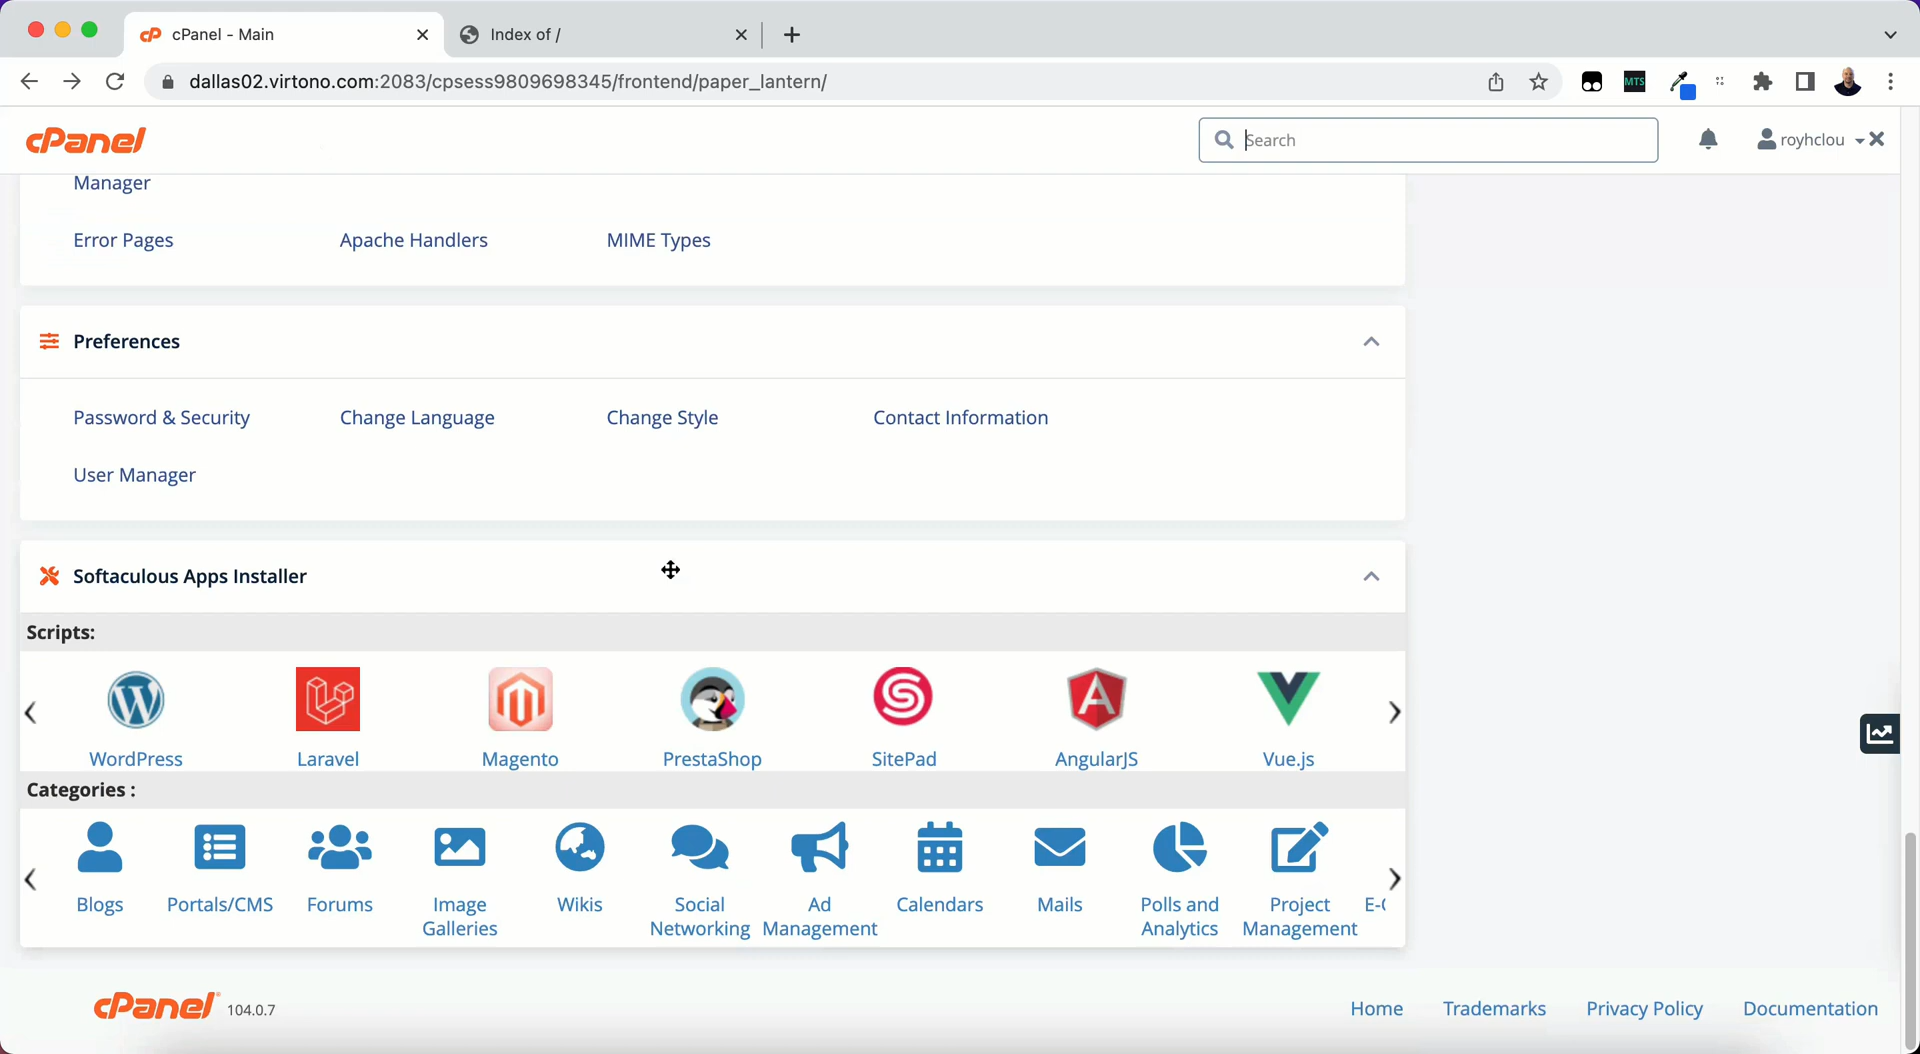 cPanel - Main
Index of /
dallas02.virtono.com:2083/cpsess9809698345/frontend/paper_lantern/
MTS
cPanel
Search
royhclou
Manager
Error Pages
Apache Handlers
MIME Types
Preferences
Password & Security
Change Language
Change Style
Contact Information
User Manager
Softaculous Apps Installer
Scripts:
WordPress
Laravel
Magento
PrestaShop
SitePad
AngularJS
Vue.js
Categories :
Blogs
Portals/CMS
Forums
Image
Galleries
Wikis
Social
Networking
Ad
Management
Calendars
Mails
Polls and
Analytics
Project
Management
cPanel 104.0.7
Home
Trademarks
Privacy Policy
Documentation